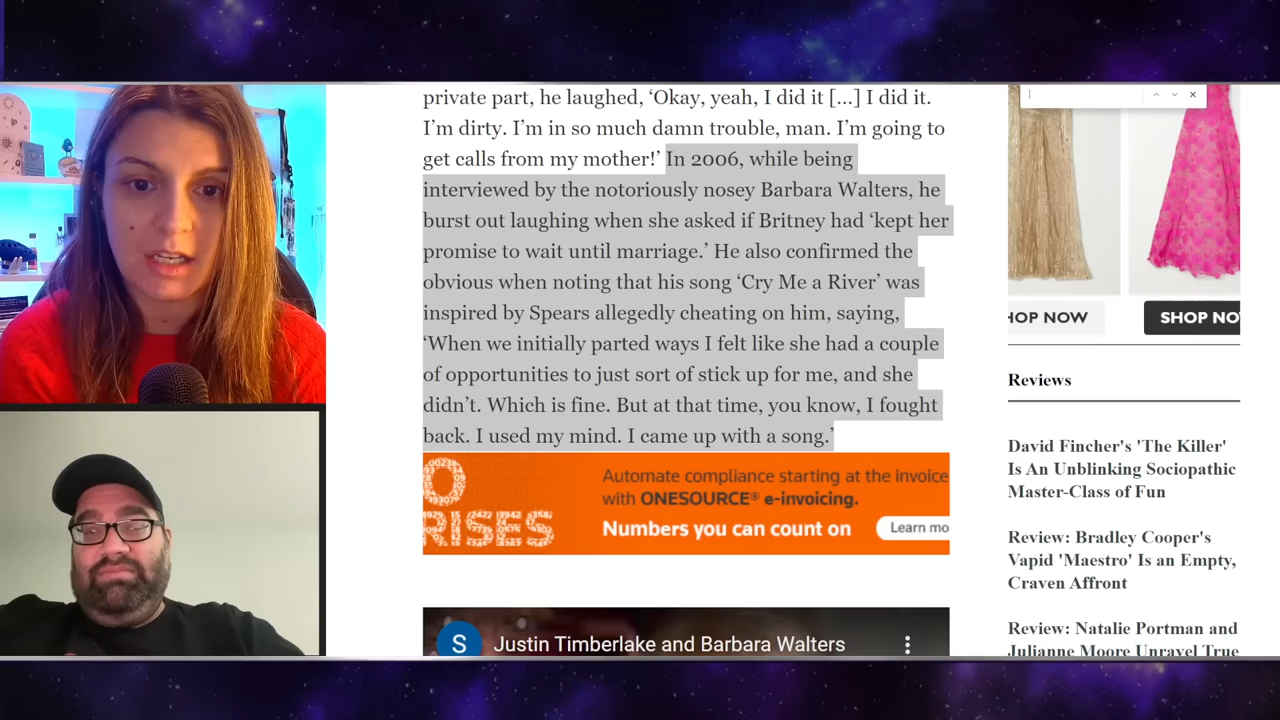 private part, he laughed, ‘Okay, yeah, I did it [...] I did it.
I’m dirty. I’m in so much damn trouble, man. I’m going to
get calls from my mother!’ In 2006, while being
interviewed by the notoriously nosey Barbara Walters, he
burst out laughing when she asked if Britney had ‘kept her
promise to wait until marriage.’ He also confirmed the
obvious when noting that his song ‘Cry Me a River’ was
inspired by Spears allegedly cheating on him, saying,
‘When we initially parted ways I felt like she had a couple
of opportunities to just sort of stick up for me, and she
didn’t. Which is fine. But at that time, you know, I fought
back. I used my mind. I came up with a song.’
RISES
Automate compliance starting at the invoice
with ONESOURCE® e-invoicing.
Numbers you can count on
Learn mo
S
Justin Timberlake and Barbara Walters
HOP NOW
SHOP NO
Reviews
David Fincher's 'The Killer'
Is An Unblinking Sociopathic
Master-Class of Fun
Review: Bradley Cooper's
Vapid 'Maestro' Is an Empty,
Craven Affront
Review: Natalie Portman and
Julianne Moore Unravel True